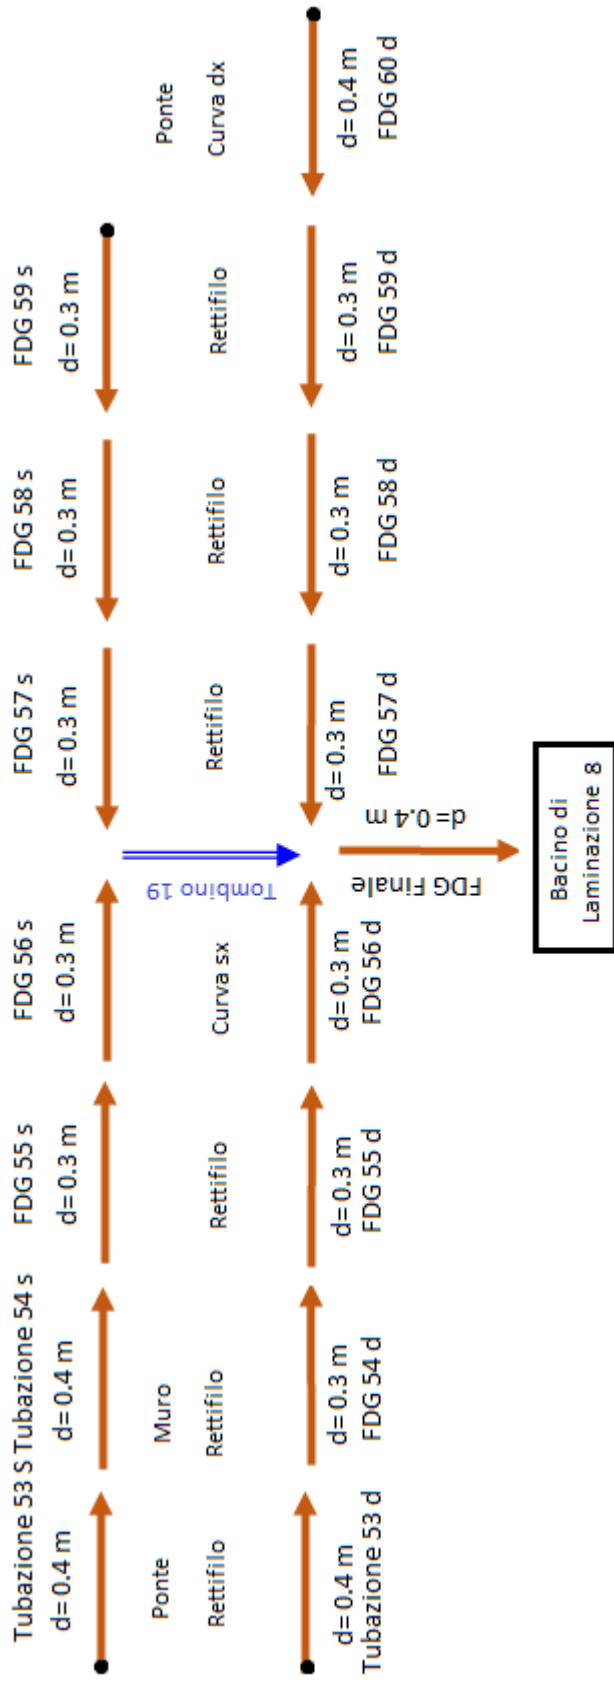 Tubazione 53 S Tubazione 54 s
FDG 55 s
FDG 56 s
FDG 57 s
FDG 58 s
FDG 59 s
d= 0.4 m
d= 0.4 m
d= 0.3 m
d= 0.3 m
d= 0.3 m
d= 0.3 m
d= 0.3 m
Ponte
Muro
Ponte
Rettifilo
Rettifilo
Rettifilo
Curva sx
Tombino 19
Rettifilo
Rettifilo
Rettifilo
Curva dx
d= 0.4 m
d= 0.3 m
d= 0.3 m
d= 0.3 m
d= 0.3 m
d= 0.3 m
d= 0.3 m
d= 0.4 m
Tubazione 53 d
FDG 54 d
FDG 55 d
FDG 56 d
FDG 57 d
FDG 58 d
FDG 59 d
FDG 60 d
FDG Finale
d= 0.4 m
Bacino di
Laminazione 8